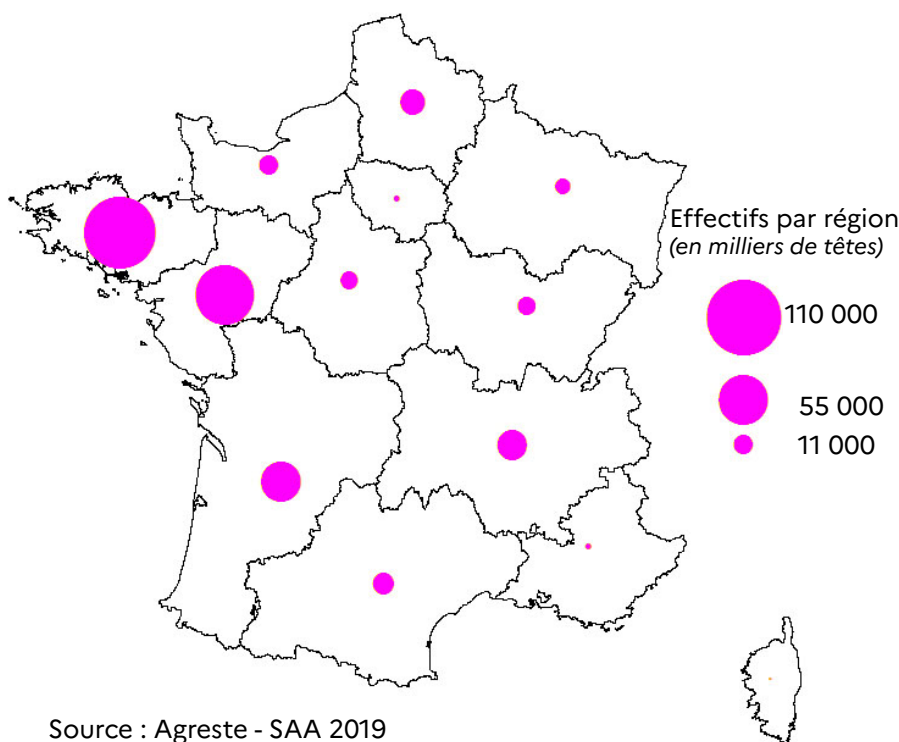 Effectifs par région
(en milliers de têtes)
110 000
55 000
11 000
Source : Agreste - SAA 2019